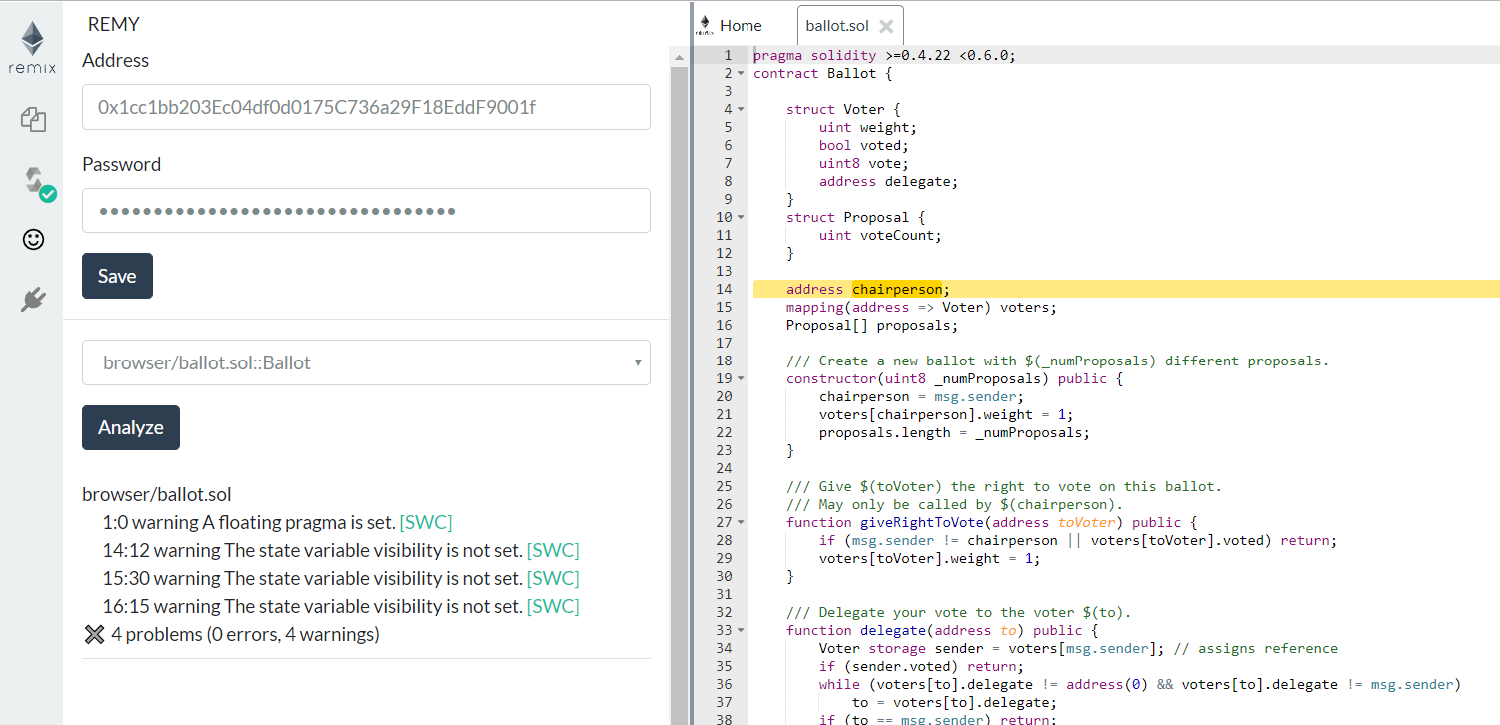 remix
REMY
Address
0x1cc1bb203Ec04df0d0175C736a29F18EddF9001f
Password
●●●●●●●●●●●●●●●●●●●●●●●●●●●●●●●●●
Save
browser/ballot.sol::Ballot
Analyze
browser/ballot.sol
1:0 warning A floating pragma is set. [SWC]
14:12 warning The state variable visibility is not set. [SWC]
15:30 warning The state variable visibility is not set. [SWC]
16:15 warning The state variable visibility is not set. [SWC]
4 problems (0 errors, 4 warnings)
remix Home ballot.sol
1 pragma solidity >=0.4.22 <0.6.0;
2 contract Ballot {
3
4 struct Voter {
5 uint weight;
6 bool voted;
7 uint8 vote;
8 address delegate;
9 }
10 struct Proposal {
11 uint voteCount;
12 }
13
14 address chairperson;
15 mapping(address => Voter) voters;
16 Proposal[] proposals;
17
18 /// Create a new ballot with $(_numProposals) different proposals.
19 constructor(uint8 _numProposals) public {
20 chairperson = msg.sender;
21 voters[chairperson].weight = 1;
22 proposals.length = _numProposals;
23 }
24
25 /// Give $(toVoter) the right to vote on this ballot.
26 /// May only be called by $(chairperson).
27 function giveRightToVote(address toVoter) public {
28 if (msg.sender != chairperson || voters[toVoter].voted) return;
29 voters[toVoter].weight = 1;
30 }
31
32 /// Delegate your vote to the voter $(to).
33 function delegate(address to) public {
34 Voter storage sender = voters[msg.sender]; // assigns reference
35 if (sender.voted) return;
36 while (voters[to].delegate != address(0) && voters[to].delegate != msg.sender)
37 to = voters[to].delegate;
38 if (to == msg.sender) return;